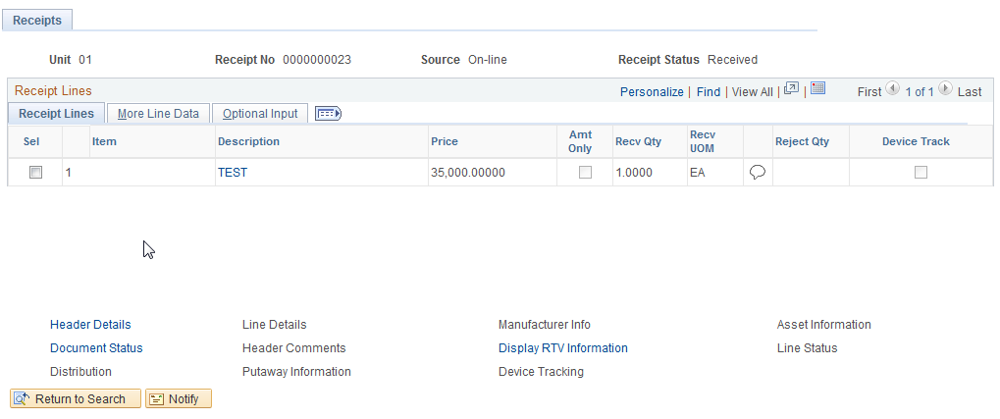 Receipts
Unit 01 Receipt No 0000000023 Source On-line Receipt Status Received
Receipt Lines Personalize | Find | View All | | First 1 of 1 Last
Receipt Lines More Line Data Optional Input
Sel Item Description Price Amt Only Recv Qty Recv UOM Reject Qty Device Track
1 TEST 35,000.00000 1.0000 EA
Header Details Line Details Manufacturer Info Asset Information
Document Status Header Comments Display RTV Information Line Status
Distribution Putaway Information Device Tracking
Return to Search Notify